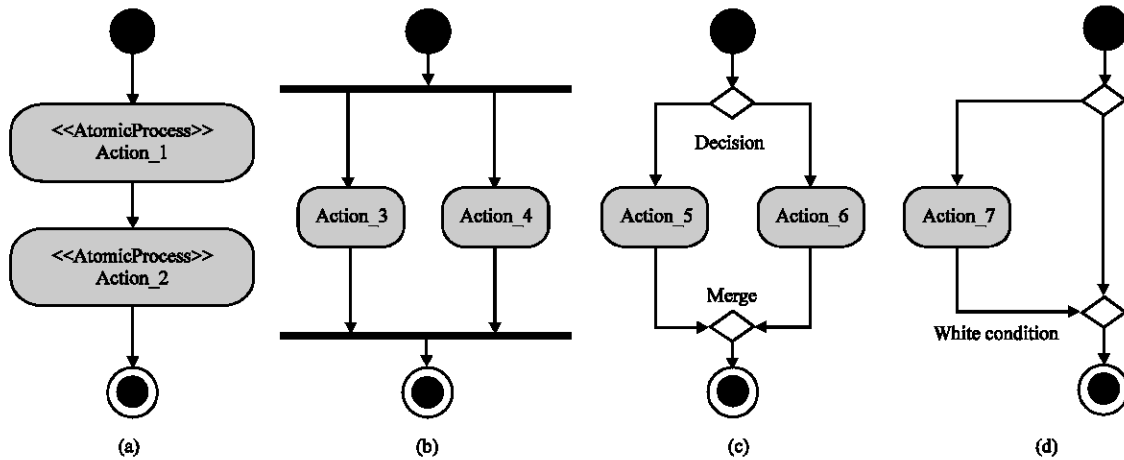 <<AtomicProcess>>
Action_1
<<AtomicProcess>>
Action_2
(a)
Action_3
Action_4
(b)
Decision
Action_5
Action_6
Merge
(c)
Action_7
White condition
(d)